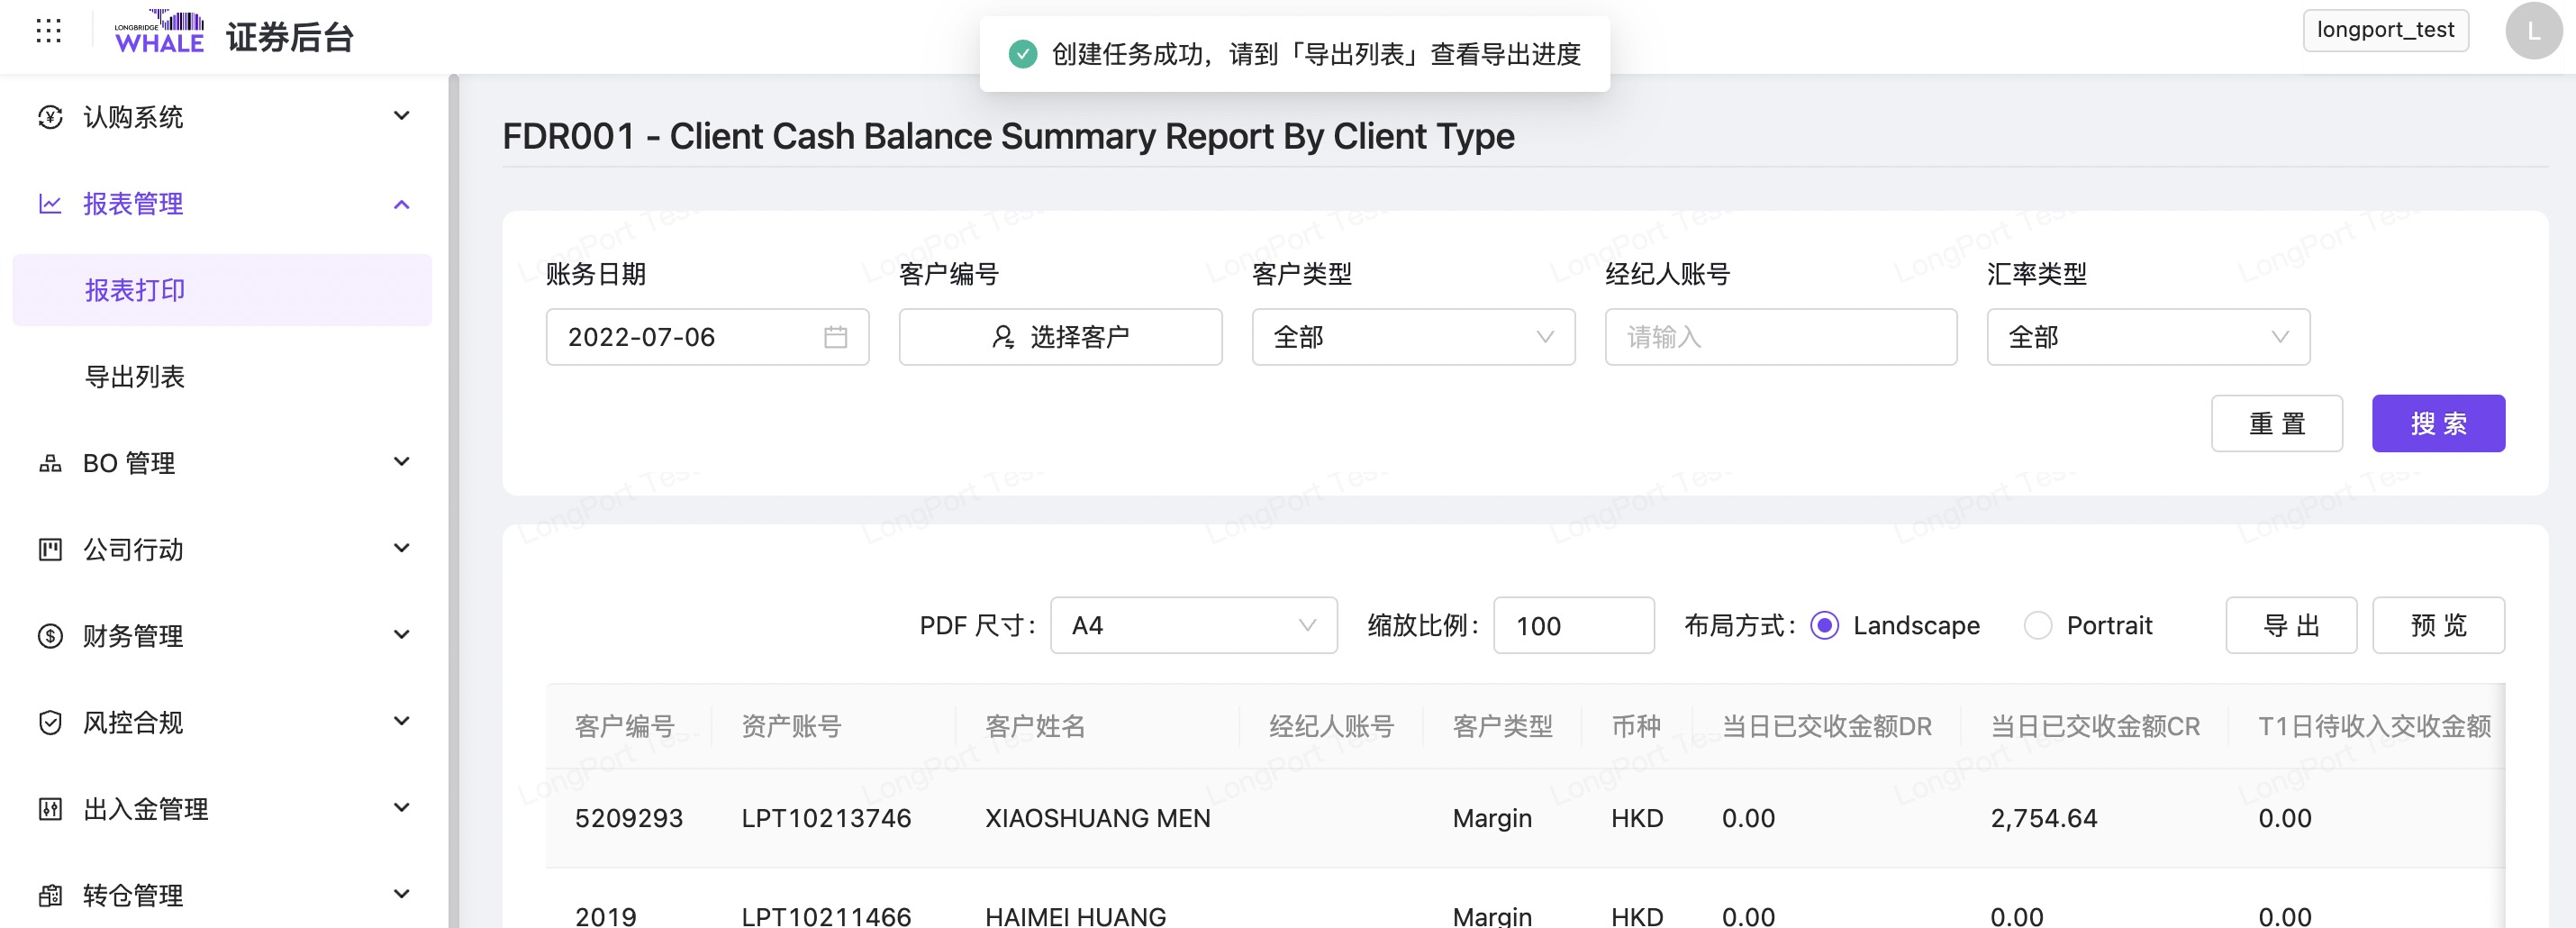 LONGBRIDGE
WHALE
证券后台
创建任务成功，请到「导出列表」查看导出进度
longport_test
L
认购系统
报表管理
报表打印
导出列表
BO 管理
公司行动
财务管理
风控合规
出入金管理
转仓管理
FDR001 - Client Cash Balance Summary Report By Client Type
账务日期 客户编号 客户类型 经纪人账号 汇率类型
2022-07-06 选择客户 全部 请输入 全部
重 置 搜 索
PDF 尺寸: A4 缩放比例: 100 布局方式: Landscape Portrait 导 出 预 览
客户编号 资产账号 客户姓名 经纪人账号 客户类型 币种 当日已交收金额DR 当日已交收金额CR T1日待收入交收金额
5209293 LPT10213746 XIAOSHUANG MEN Margin HKD 0.00 2,754.64 0.00
2019 LPT10211466 HAIMEI HUANG Margin HKD 0.00 0.00 0.00
LongPort Test